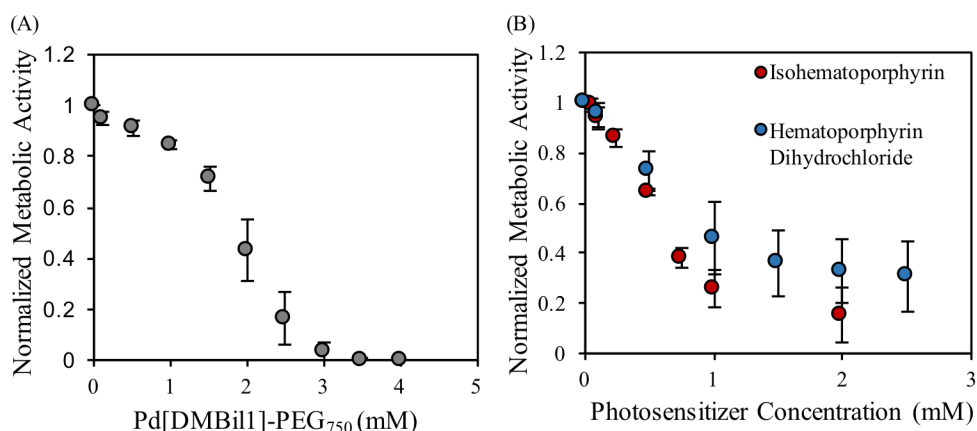 (A)
1.2
1
0.8
0.6
0.4
0.2
0
Normalized Metabolic Activity
0 1 2 3 4 5
Pd[DMBil1]-PEG₇₅₀ (mM)
(B)
1.2
1
0.8
0.6
0.4
0.2
0
Normalized Metabolic Activity
Isohematoporphyrin
Hematoporphyrin
Dihydrochloride
0 1 2 3
Photosensitizer Concentration (mM)